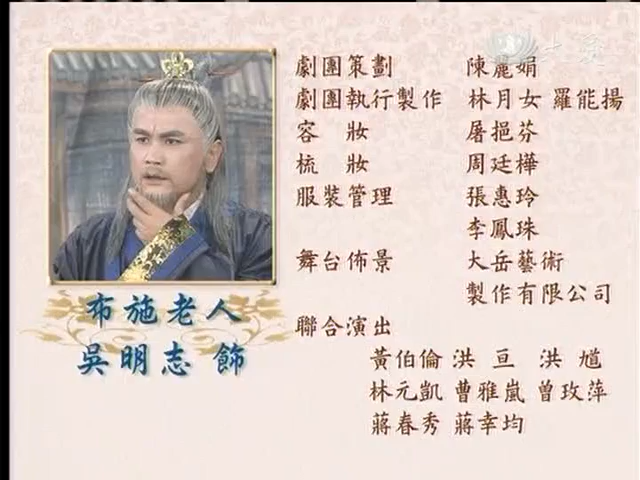 劇團策劃 陳麗娟
劇團執行製作 林月女 羅能揚
容妝 屠挹芬
梳妝 周廷樺
服裝管理 張惠玲
李鳳珠
舞台佈景 大岳藝術
製作有限公司
聯合演出
黃伯倫 洪亘 洪馗
林元凱 曹雅嵐 曾玫萍
蔣春秀 蔣幸均
布施老人
吳明志 飾